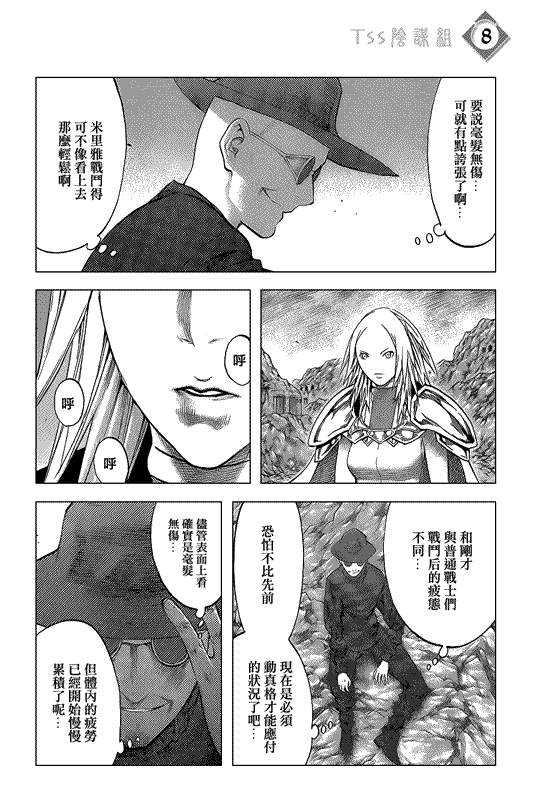 TSS陰謀組 8
要説毫髮無傷…
可就有點誇張了啊…
米里雅戰鬥得
可不像看上去
那麼輕鬆啊
呼
呼
呼
和剛才
與普通戰士們
戰鬥后的疲態
不同…
恐怕不比先前
現在是必須
動真格才能應付
的狀況了吧…
儘管表面上看
確實是毫髮
無傷…
但體內的疲勞
已經開始慢慢
累積了呢…